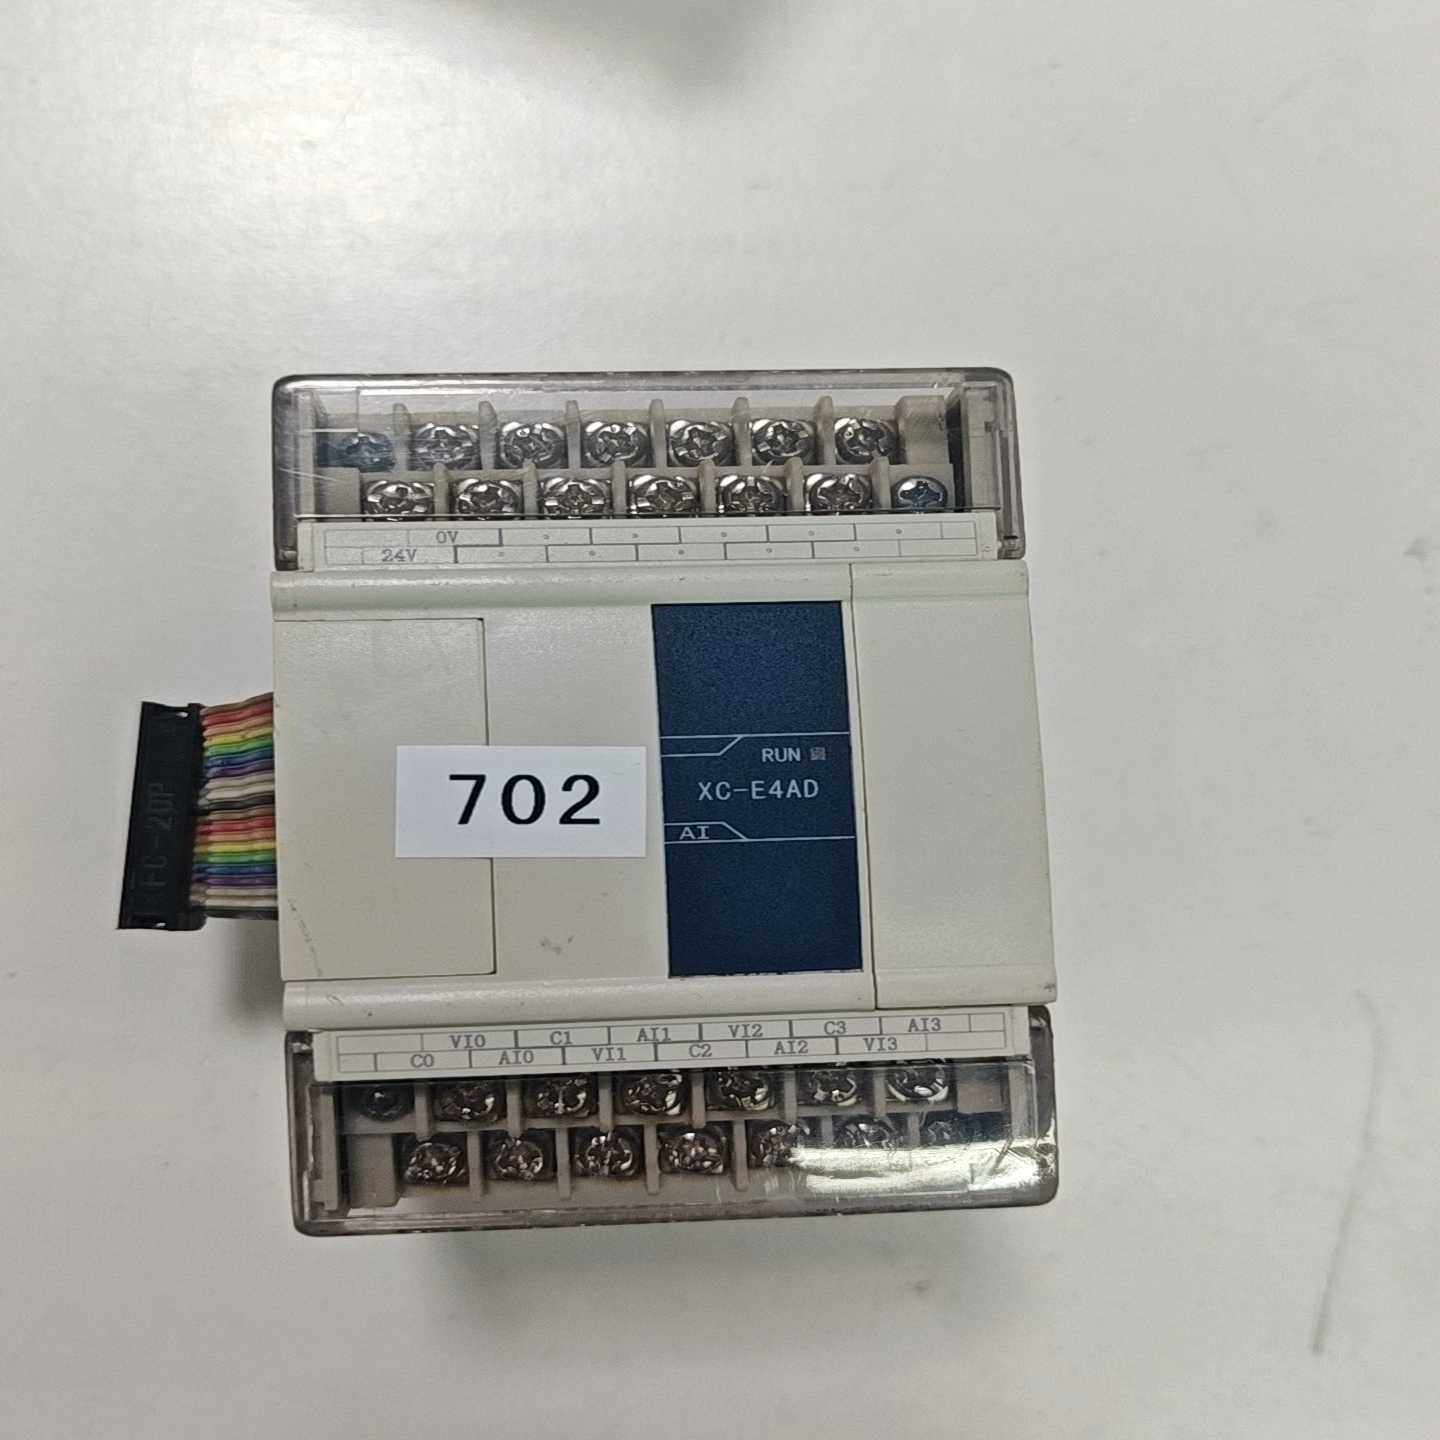 0V
24V
RUN
XC-E4AD
AI
702
FC-20P
VI0 C1 AI1 VI2 C3 AI3
C0 AI0 VI1 C2 AI2 VI3